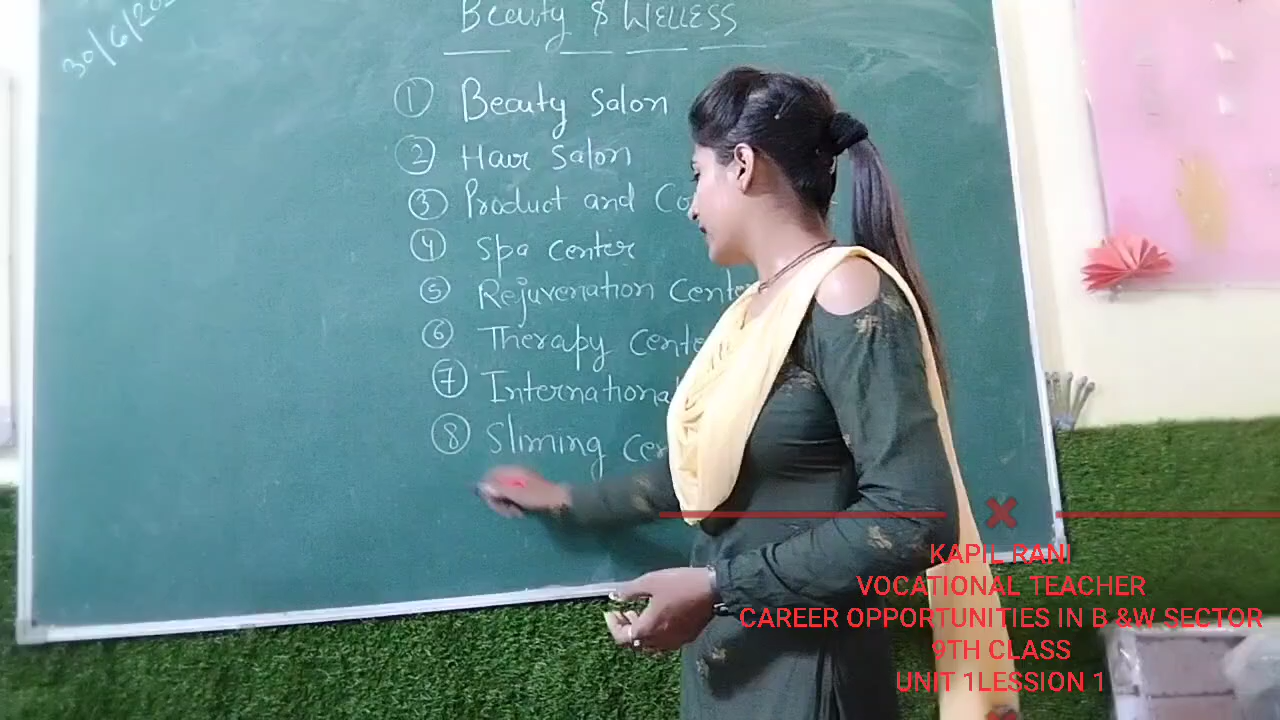 30/6/20
Beauty & WELLESS
① Beauty Salon
② Hair Salon
③ Product and Co
④ Spa center
⑤ Rejuvenation Center
⑥ Therapy Cente
⑦ International
⑧ Sliming Cen
KAPIL RANI
VOCATIONAL TEACHER
CAREER OPPORTUNITIES IN B &W SECTOR
9TH CLASS
UNIT 1LESSION 1